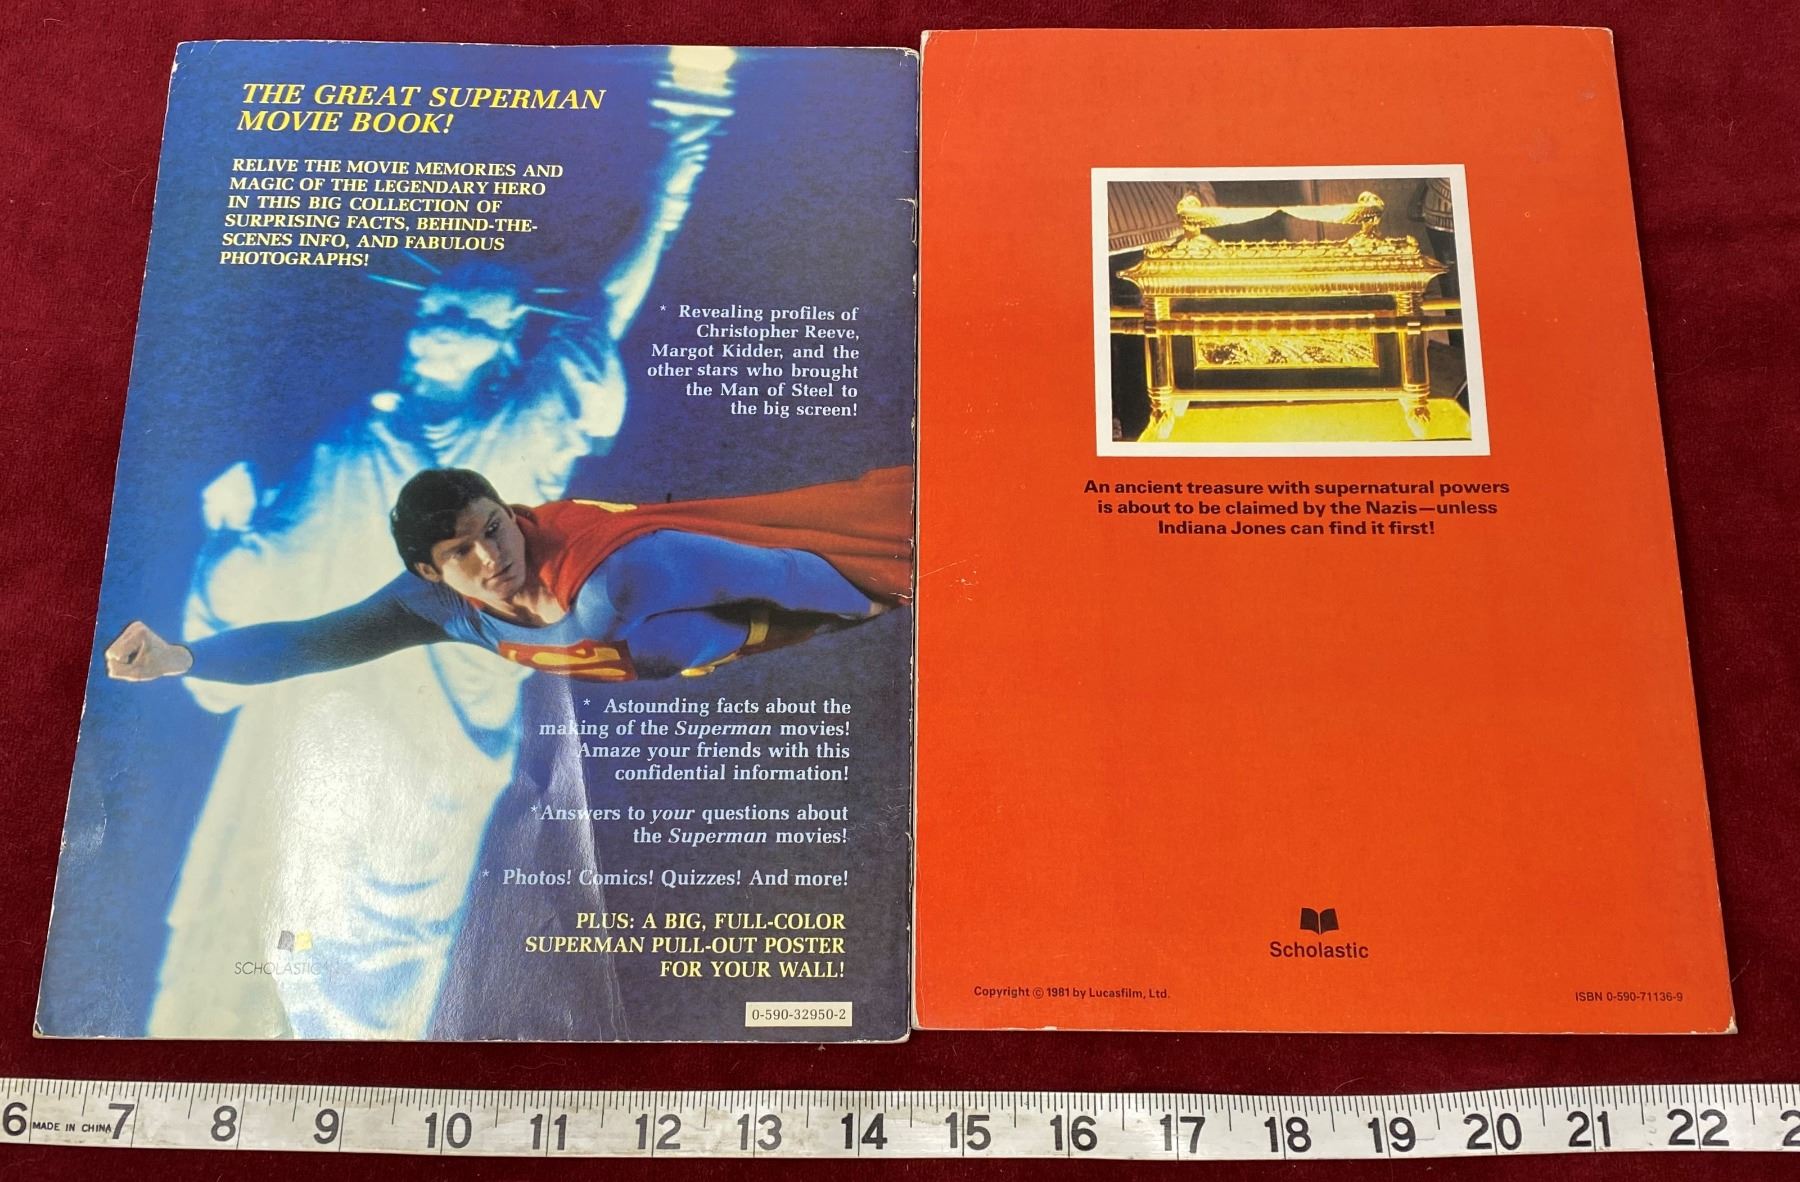 THE GREAT SUPERMAN
MOVIE BOOK!
RELIVE THE MOVIE MEMORIES AND
MAGIC OF THE LEGENDARY HERO
IN THIS BIG COLLECTION OF
SURPRISING FACTS, BEHIND-THE-
SCENES INFO, AND FABULOUS
PHOTOGRAPHS!
* Revealing profiles of
Christopher Reeve,
Margot Kidder, and the
other stars who brought
the Man of Steel to
the big screen!
* Astounding facts about the
making of the Superman movies!
Amaze your friends with this
confidential information!
*Answers to your questions about
the Superman movies!
* Photos! Comics! Quizzes! And more!
PLUS: A BIG, FULL-COLOR
SUPERMAN PULL-OUT POSTER
FOR YOUR WALL!
SCHOLASTIC
0-590-32950-2
An ancient treasure with supernatural powers
is about to be claimed by the Nazis—unless
Indiana Jones can find it first!
Scholastic
Copyright © 1981 by Lucasfilm, Ltd.
ISBN 0-590-71136-9
6 MADE IN CHINA 7 8 9 10 11 12 13 14 15 16 17 18 19 20 21 22